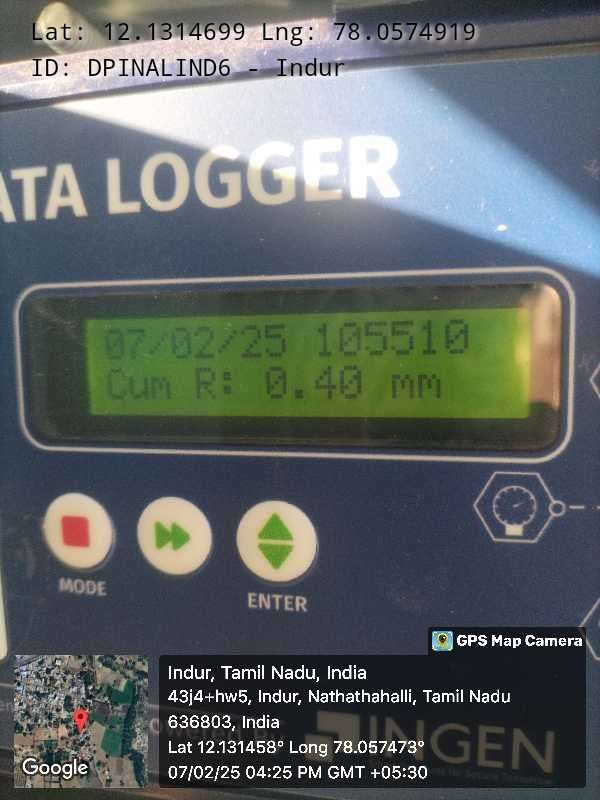 Lat: 12.1314699 Lng: 78.0574919
ID: DPINALIND6 - Indur
ATA LOGGER
07/02/25 105510
Cum R: 0.40 mm
MODE
ENTER
GPS Map Camera
Indur, Tamil Nadu, India
43j4+hw5, Indur, Nathathahalli, Tamil Nadu
636803, India
Lat 12.131458° Long 78.057473°
07/02/25 04:25 PM GMT +05:30
Google
INGEN